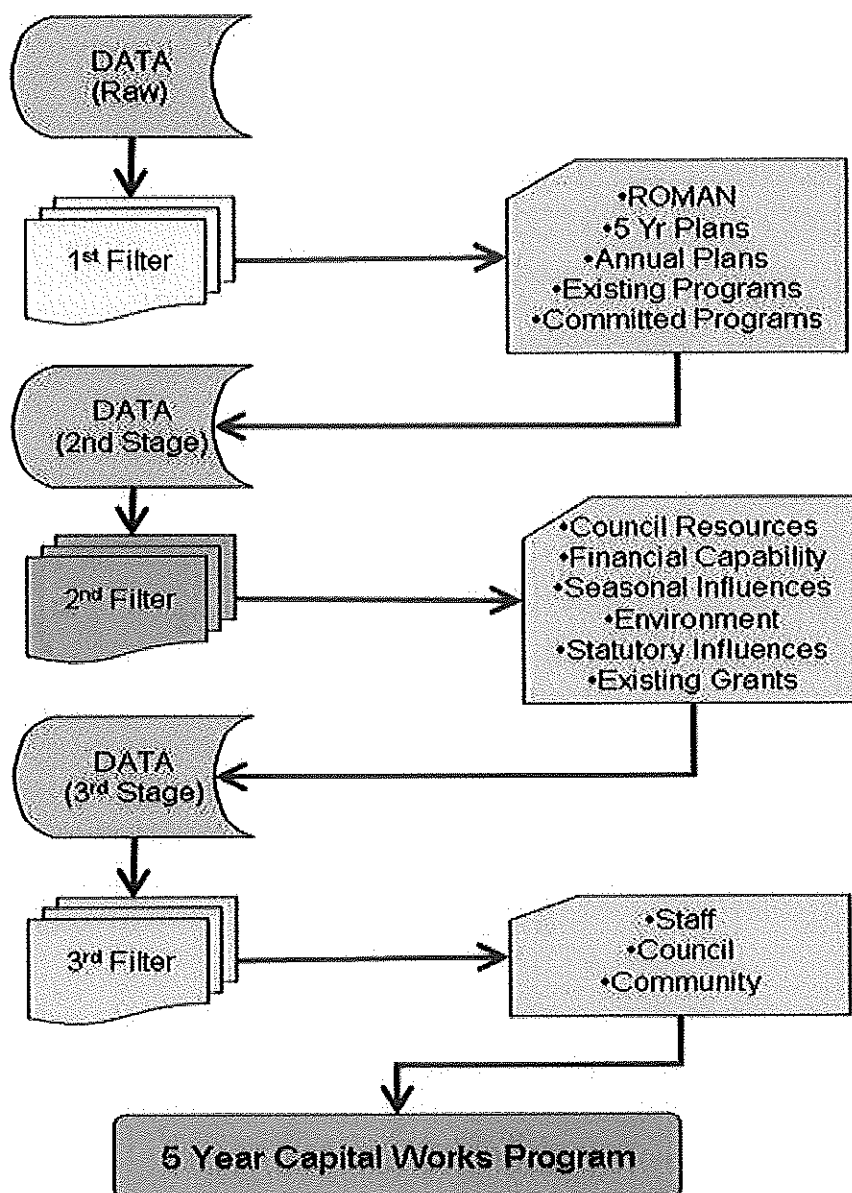 DATA
(Raw)
1st Filter
•ROMAN
•5 Yr Plans
•Annual Plans
•Existing Programs
•Committed Programs
DATA
(2nd Stage)
2nd Filter
•Council Resources
•Financial Capability
•Seasonal Influences
•Environment
•Statutory Influences
•Existing Grants
DATA
(3rd Stage)
3rd Filter
•Staff
•Council
•Community
5 Year Capital Works Program